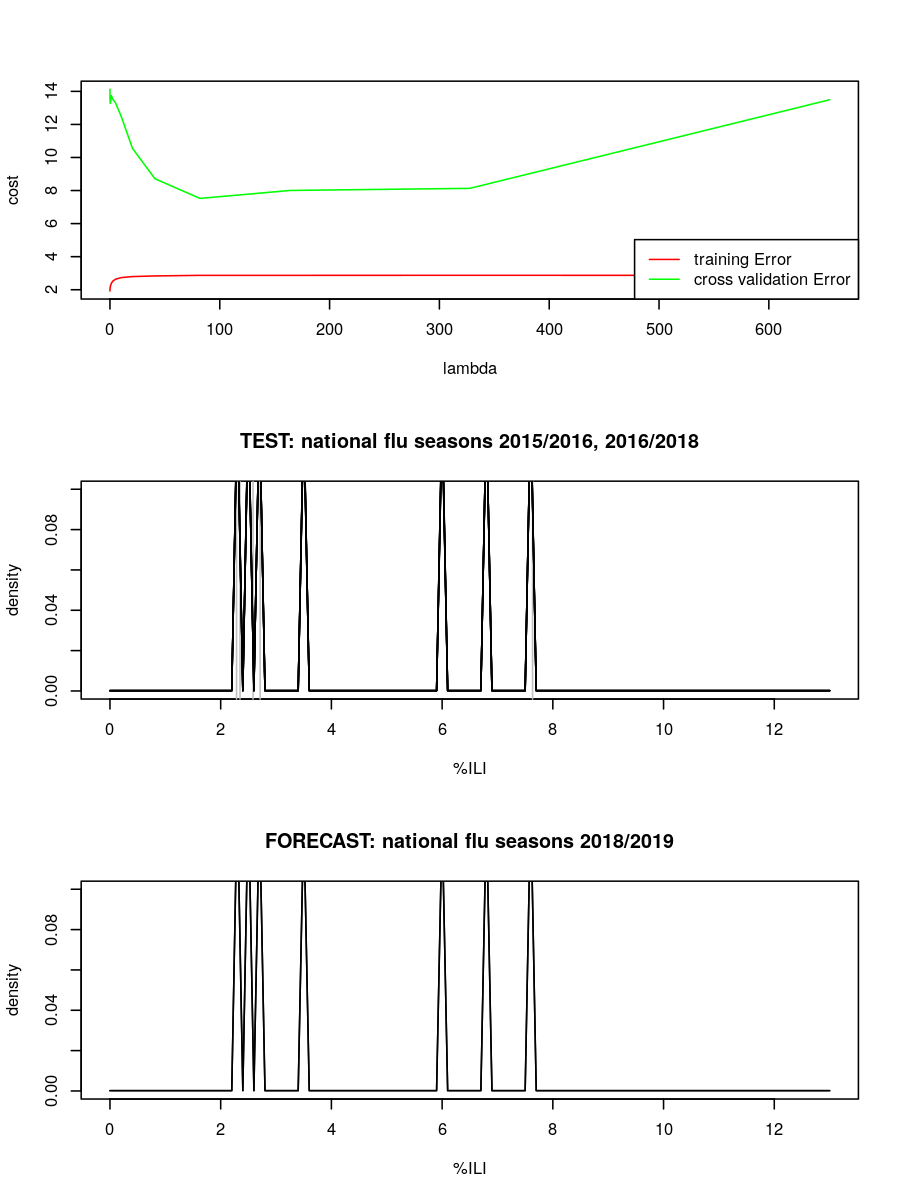 14
12
10
8
6
4
2
cost
training Error
cross validation Error
0 100 200 300 400 500 600
lambda
TEST: national flu seasons 2015/2016, 2016/2018
0.08
0.04
0.00
density
0 2 4 6 8 10 12
%ILI
FORECAST: national flu seasons 2018/2019
0.08
0.04
0.00
density
0 2 4 6 8 10 12
%ILI